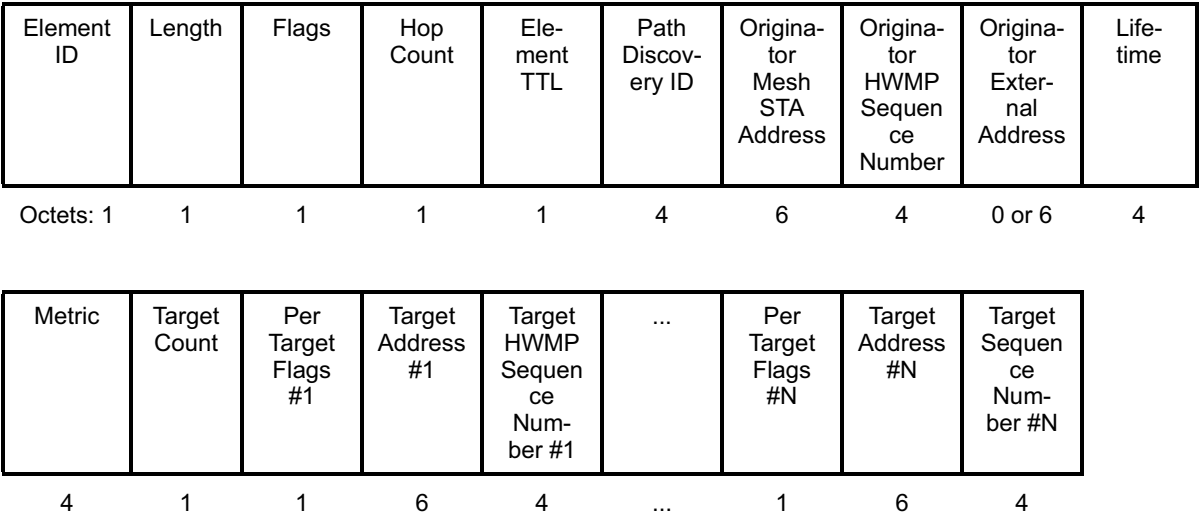 Element ID
Length
Flags
Hop Count
Ele-
ment
TTL
Path
Discov-
ery ID
Origina-
tor
Mesh
STA
Address
Origina-
tor
HWMP
Sequen
ce
Number
Origina-
tor
Exter-
nal
Address
Life-
time
Octets: 1 1 1 1 1 4 6 4 0 or 6 4
Metric
Target
Count
Per
Target
Flags
#1
Target
Address
#1
Target
HWMP
Sequen
ce
Num-
ber #1
...
Per
Target
Flags
#N
Target
Address
#N
Target
Sequen
ce
Num-
ber #N
4 1 1 6 4 ... 1 6 4